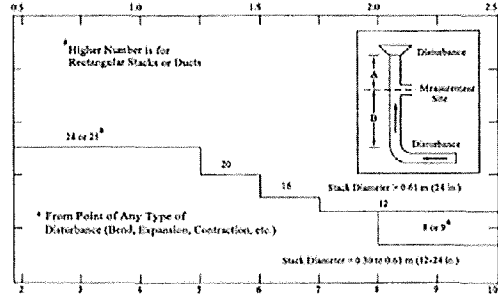 0.5 1.0 1.5 2.0 2.5
a Higher Number is for
Rectangular Stacks or Ducts
Disturbance
A
Measurement
Site
B
Disturbance
24 or 25 a
20
16
Stack Diameter > 0.61 m (24 in.)
12
a From Point of Any Type of
Disturbance (Bend, Expansion, Contraction, etc.)
8 or 9 a
Stack Diameter = 0.30 to 0.61 m (12-24 in.)
2 3 4 5 6 7 8 9 10